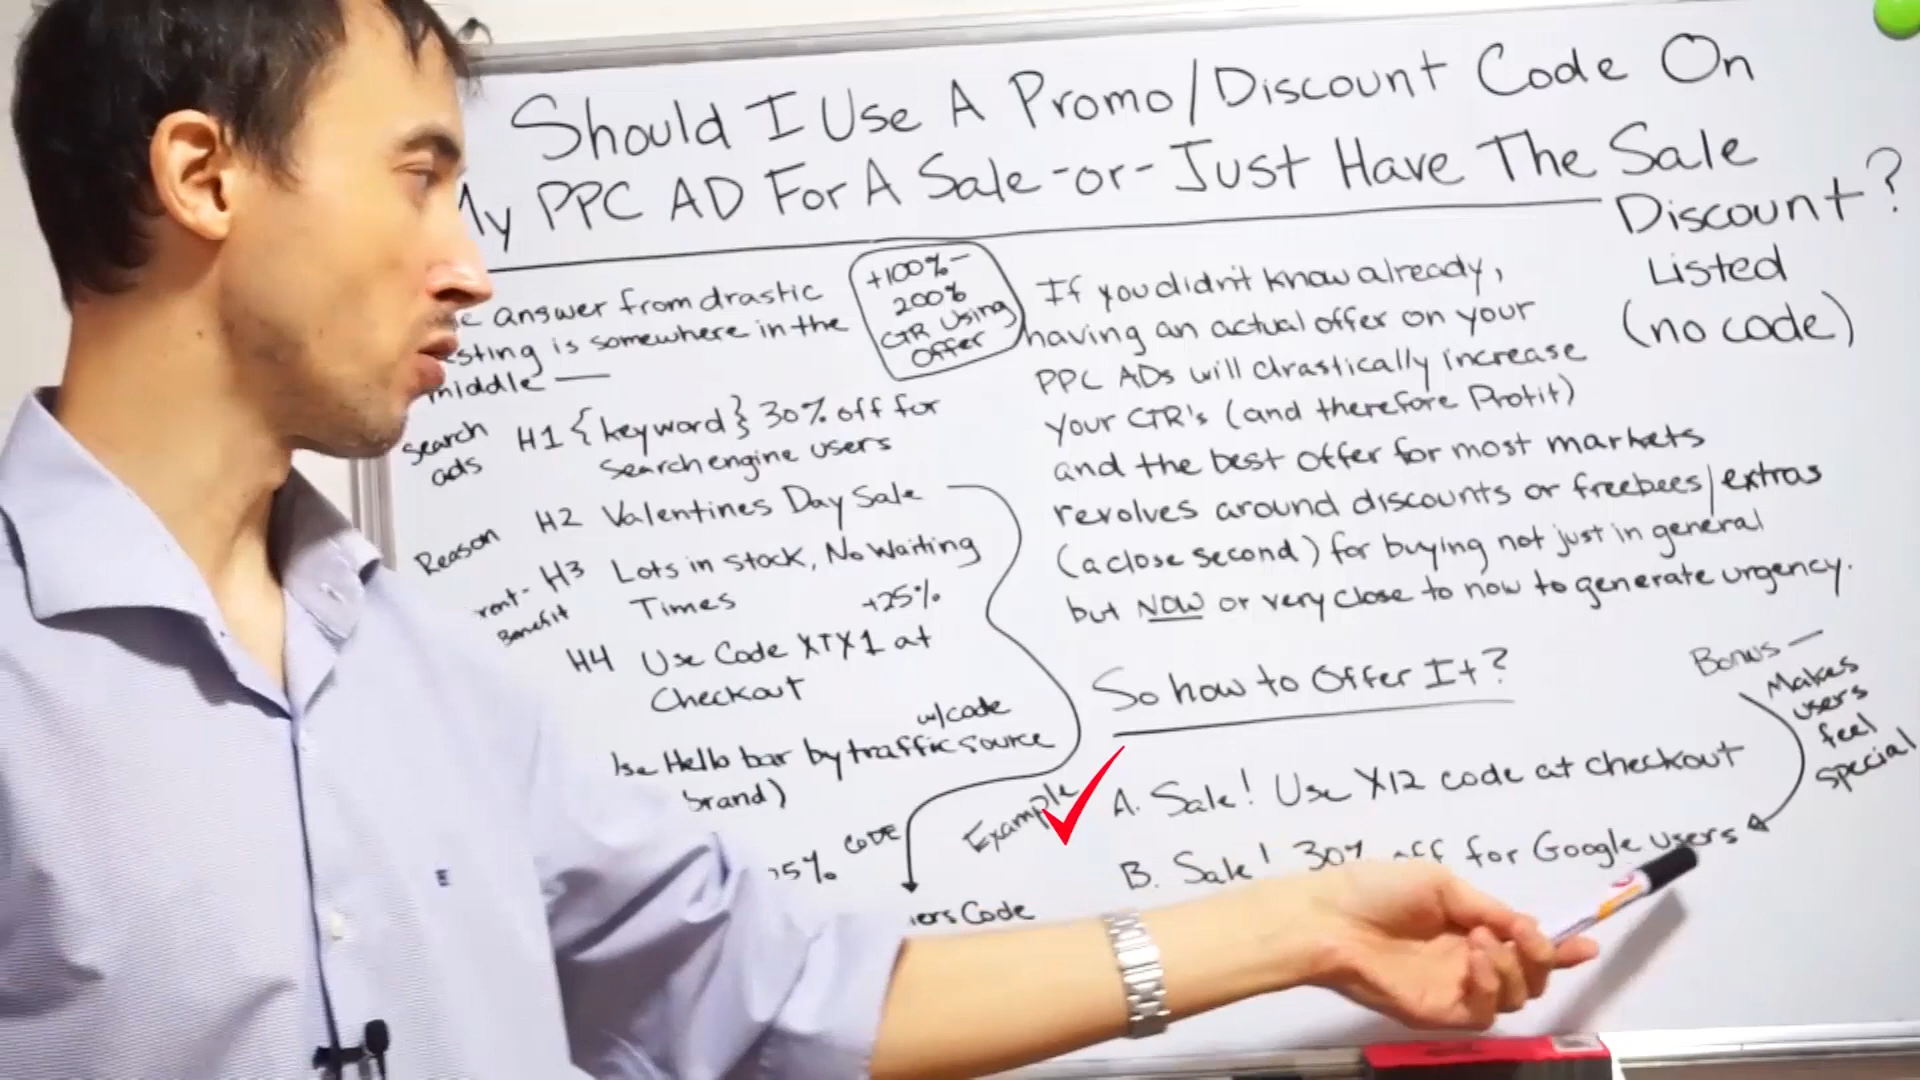 Should I Use A Promo/Discount Code On
My PPC AD For A Sale -or- Just Have The Sale
Discount?
Listed
(no code)
answer from drastic
is somewhere in the
middle —
+100%-
200%
CTR Using
Offer
search
ads
H1 {keyword} 30% off for
Search engine users
Reason
H2 Valentines Day Sale
Benefit
H3 Lots in stock, No Waiting
Times
+25%
H4 Use Code XTX1 at
Checkout
w/code
Hello bar by traffic source
brand)
CODE
Code
If you didn't know already,
having an actual offer on your
PPC ADs will drastically increase
your CTR's (and therefore Profit)
and the best offer for most markets
revolves around discounts or freebees/extras
(a close second) for buying not just in general
but NOW or very close to now to generate urgency.
So how to Offer It?
Example
A. Sale! Use X12 code at checkout
B. Sale! 30% off for Google users
Bonus —
Makes
users
feel
special